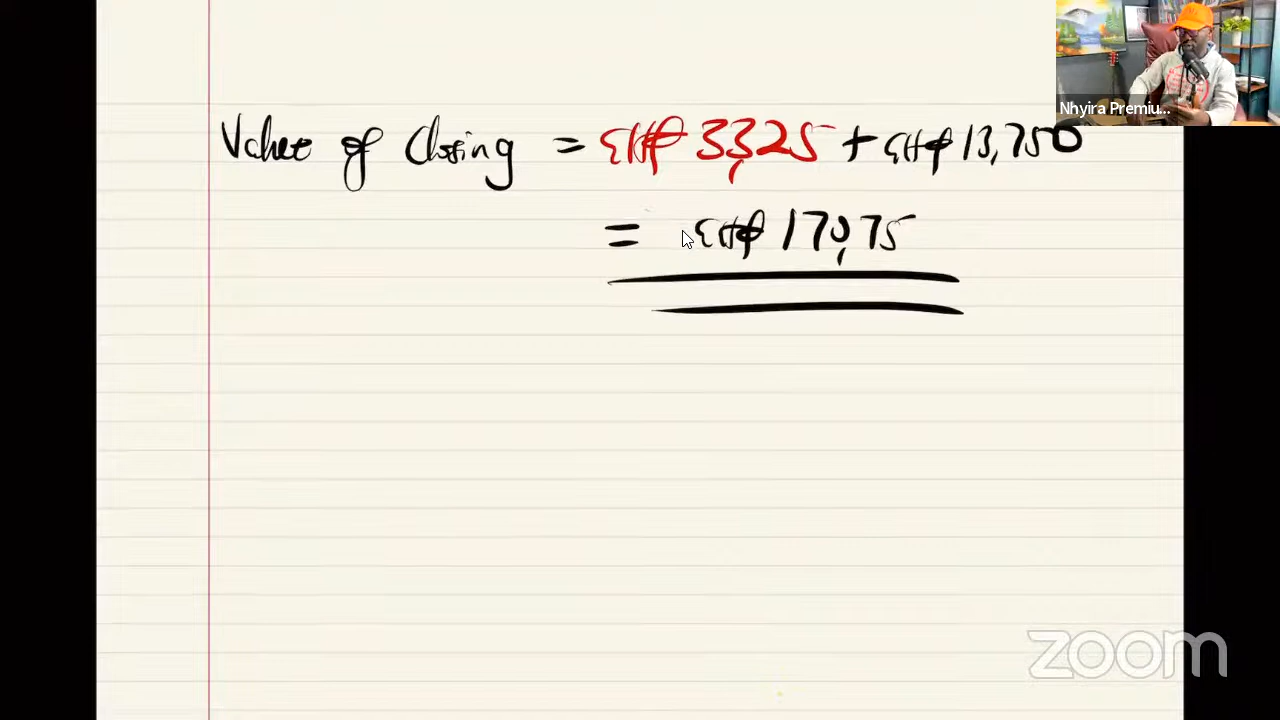 Nhyira Premiu...
Value of Closing = GH¢ 3,325 + GH¢ 13,750
= GH¢ 17,075
zoom